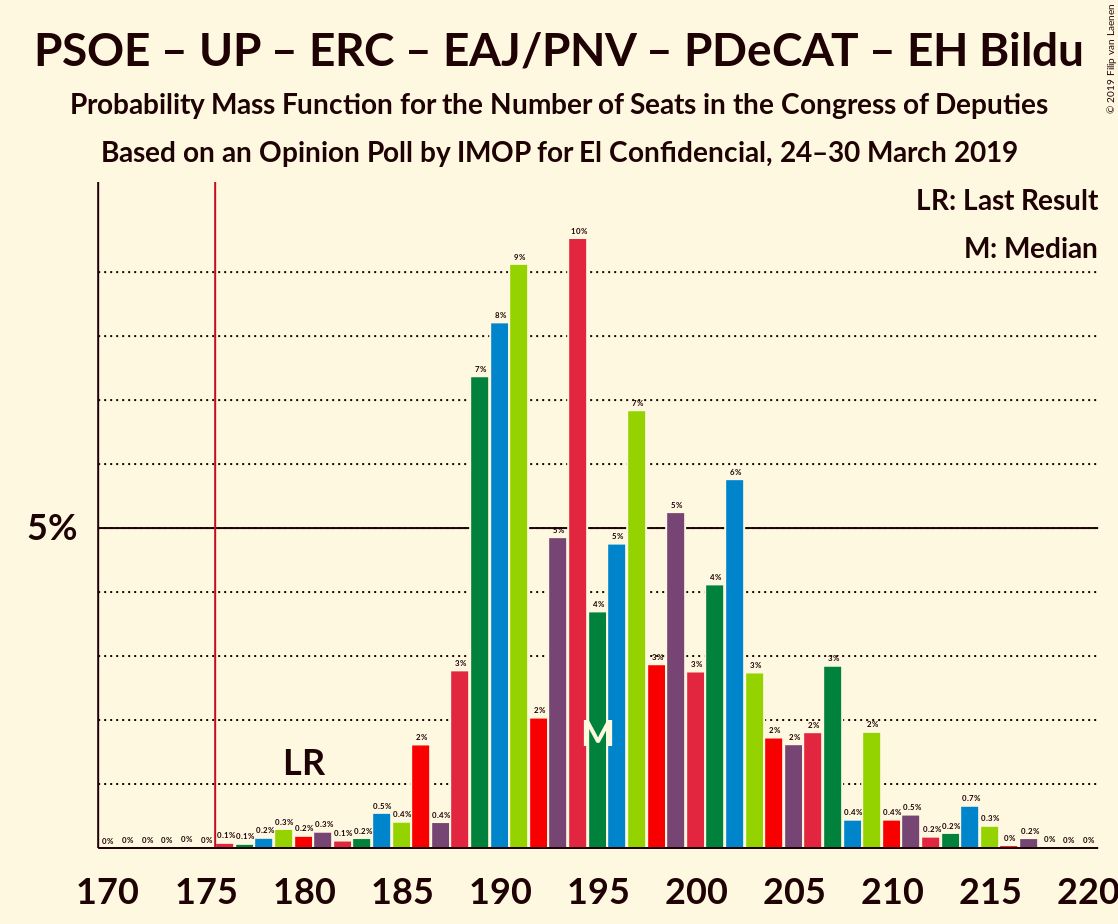 PSOE – UP – ERC – EAJ/PNV – PDeCAT – EH Bildu
Probability Mass Function for the Number of Seats in the Congress of Deputies
Based on an Opinion Poll by IMOP for El Confidencial, 24–30 March 2019
© 2019 Filip van Laenen
LR: Last Result
M: Median
5%
0% 0% 0% 0% 0% 0% 0.1% 0.1% 0.2% 0.3% 0.2% 0.3% 0.1% 0.2% 0.5% 0.4% 2% 0.4% 3% 7% 8% 9% 2% 5% 10% 4% 5% 7% 3% 5% 3% 4% 6% 3% 2% 2% 2% 3% 0.4% 2% 0.4% 0.5% 0.2% 0.2% 0.7% 0.3% 0% 0.2% 0% 0% 0%
LR
M
170 175 180 185 190 195 200 205 210 215 220